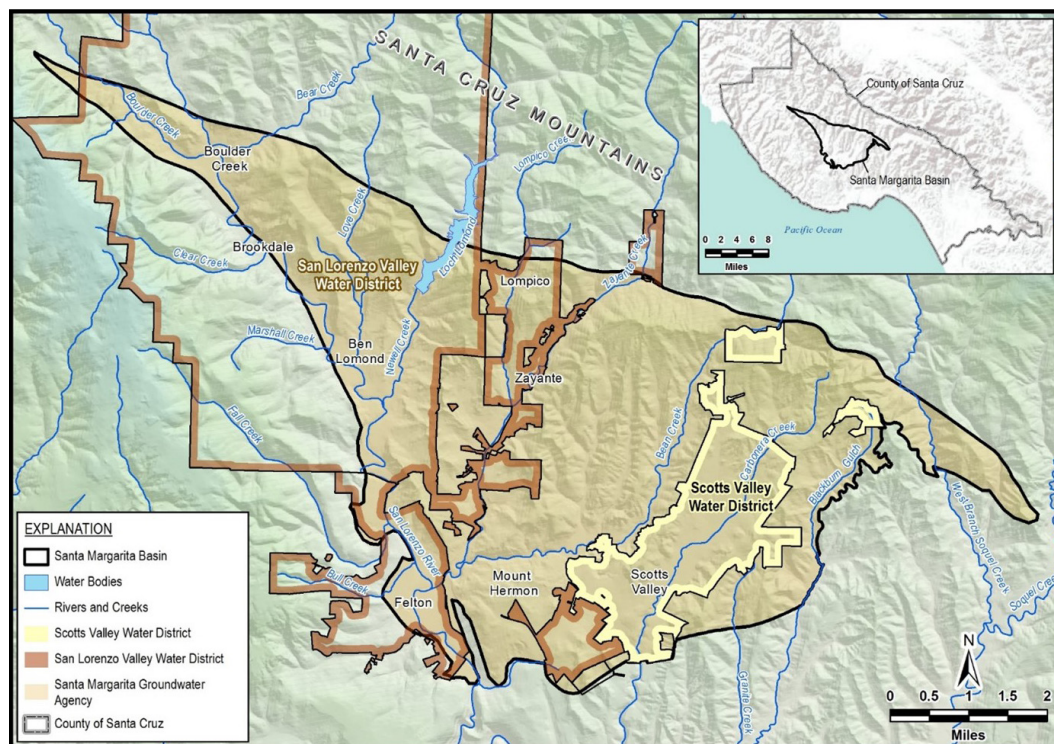 SANTA CRUZ MOUNTAINS
Bear Creek
Boulder Creek
Boulder
Creek
Lompico Creek
Love Creek
Loch Lomond
Brookdale
Clear Creek
San Lorenzo Valley
Water District
Lompico
Zayante Creek
Marshall Creek
Ben
Lomond
Newell Creek
Zayante
Fall Creek
Bean Creek
Carbonera Creek
Blackburn Gulch
Scotts Valley
Water District
West Branch Soquel Creek
Soquel Creek
San Lorenzo River
Bull Creek
Felton
Mount
Hermon
Scotts
Valley
Granite Creek
County of Santa Cruz
Santa Margarita Basin
Pacific Ocean
0 2 4 6 8
Miles
EXPLANATION
Santa Margarita Basin
Water Bodies
Rivers and Creeks
Scotts Valley Water District
San Lorenzo Valley Water District
Santa Margarita Groundwater
Agency
County of Santa Cruz
N
0 0.5 1 1.5 2
Miles